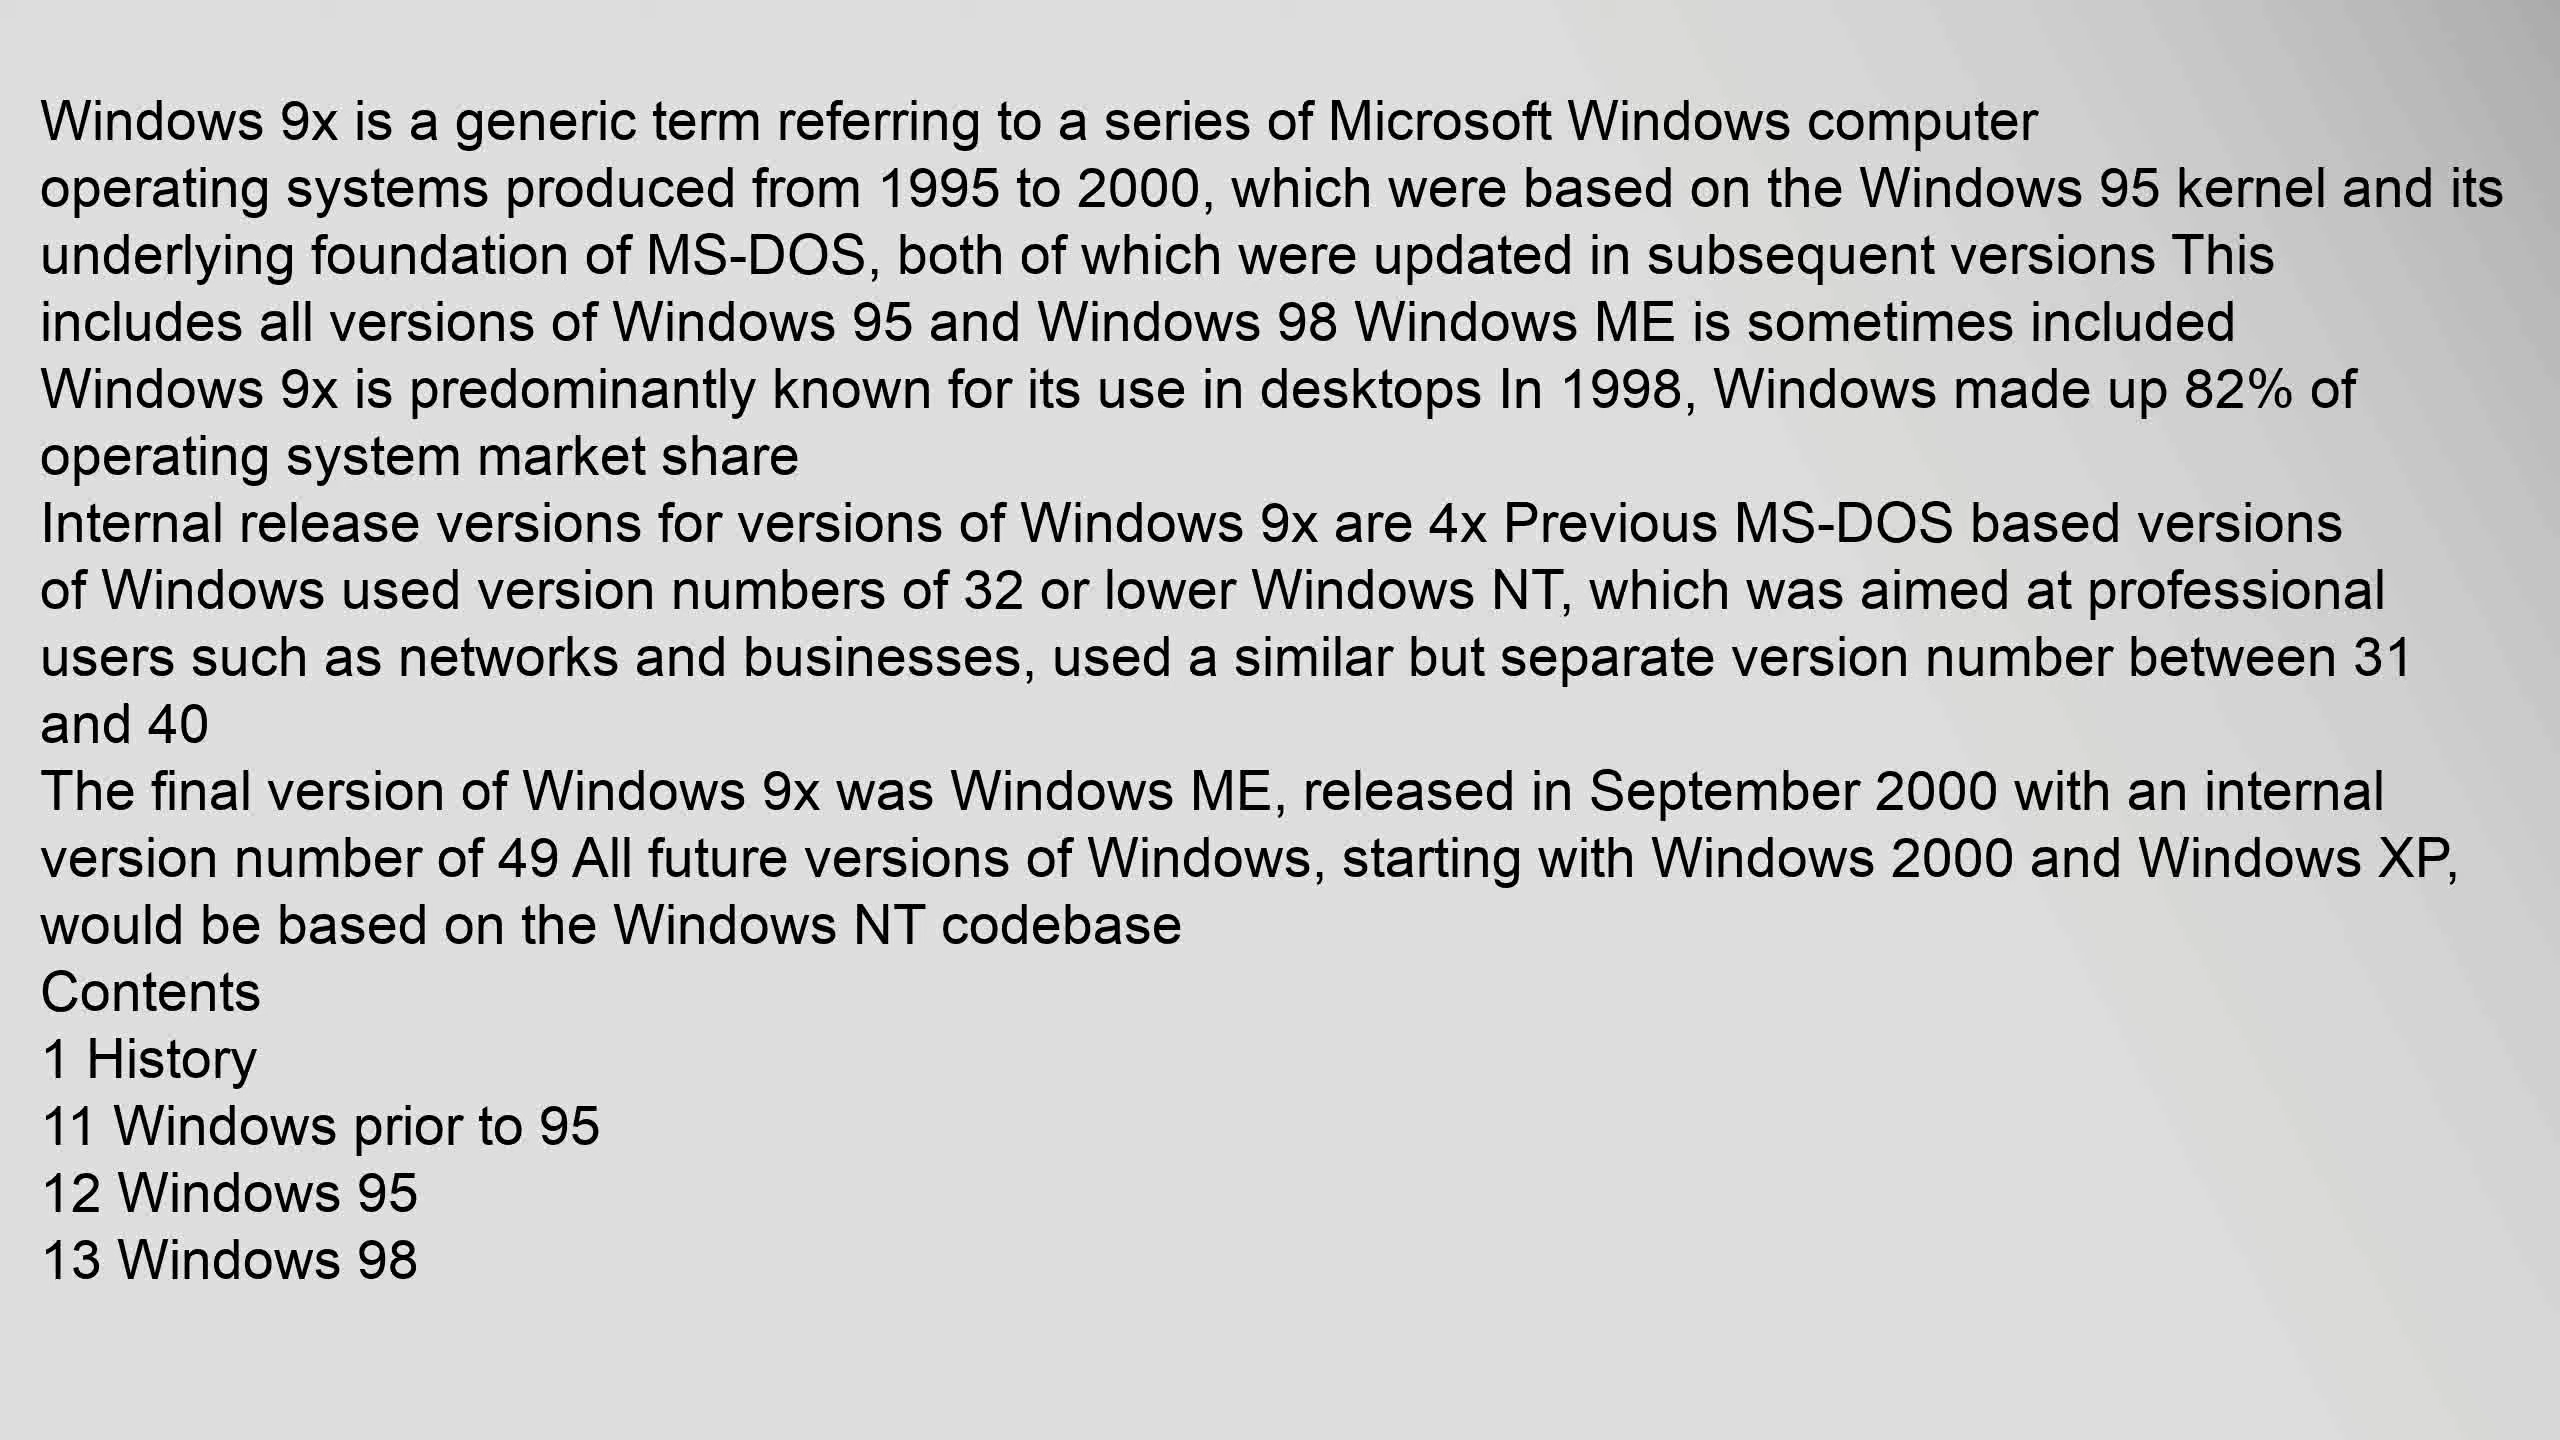 Windows 9x is a generic term referring to a series of Microsoft Windows computer
operating systems produced from 1995 to 2000, which were based on the Windows 95 kernel and its
underlying foundation of MS-DOS, both of which were updated in subsequent versions This
includes all versions of Windows 95 and Windows 98 Windows ME is sometimes included
Windows 9x is predominantly known for its use in desktops In 1998, Windows made up 82% of
operating system market share
Internal release versions for versions of Windows 9x are 4x Previous MS-DOS based versions
of Windows used version numbers of 32 or lower Windows NT, which was aimed at professional
users such as networks and businesses, used a similar but separate version number between 31
and 40
The final version of Windows 9x was Windows ME, released in September 2000 with an internal
version number of 49 All future versions of Windows, starting with Windows 2000 and Windows XP,
would be based on the Windows NT codebase
Contents
1 History
11 Windows prior to 95
12 Windows 95
13 Windows 98